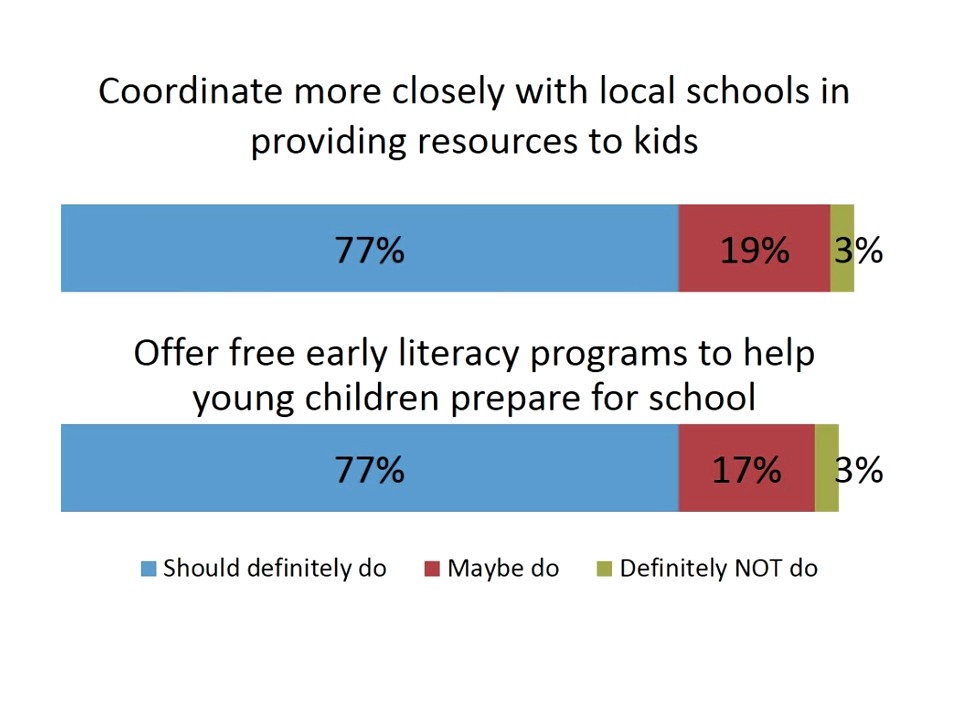 Coordinate more closely with local schools in
providing resources to kids
77% 19% 3%
Offer free early literacy programs to help
young children prepare for school
77% 17% 3%
Should definitely do Maybe do Definitely NOT do